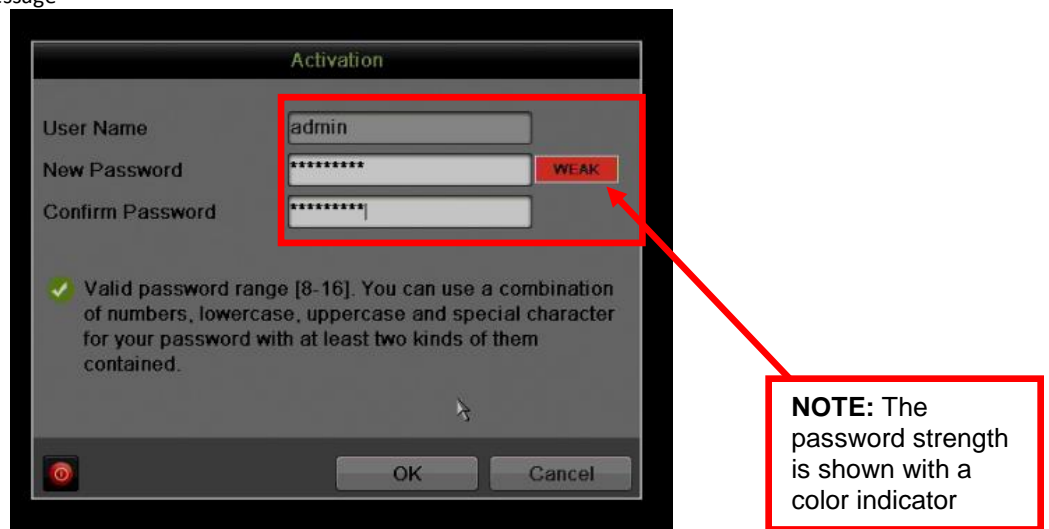 Activation
User Name admin
New Password ********* WEAK
Confirm Password *********
Valid password range [8-16]. You can use a combination
of numbers, lowercase, uppercase and special character
for your password with at least two kinds of them
contained.
OK Cancel
NOTE: The
password strength
is shown with a
color indicator